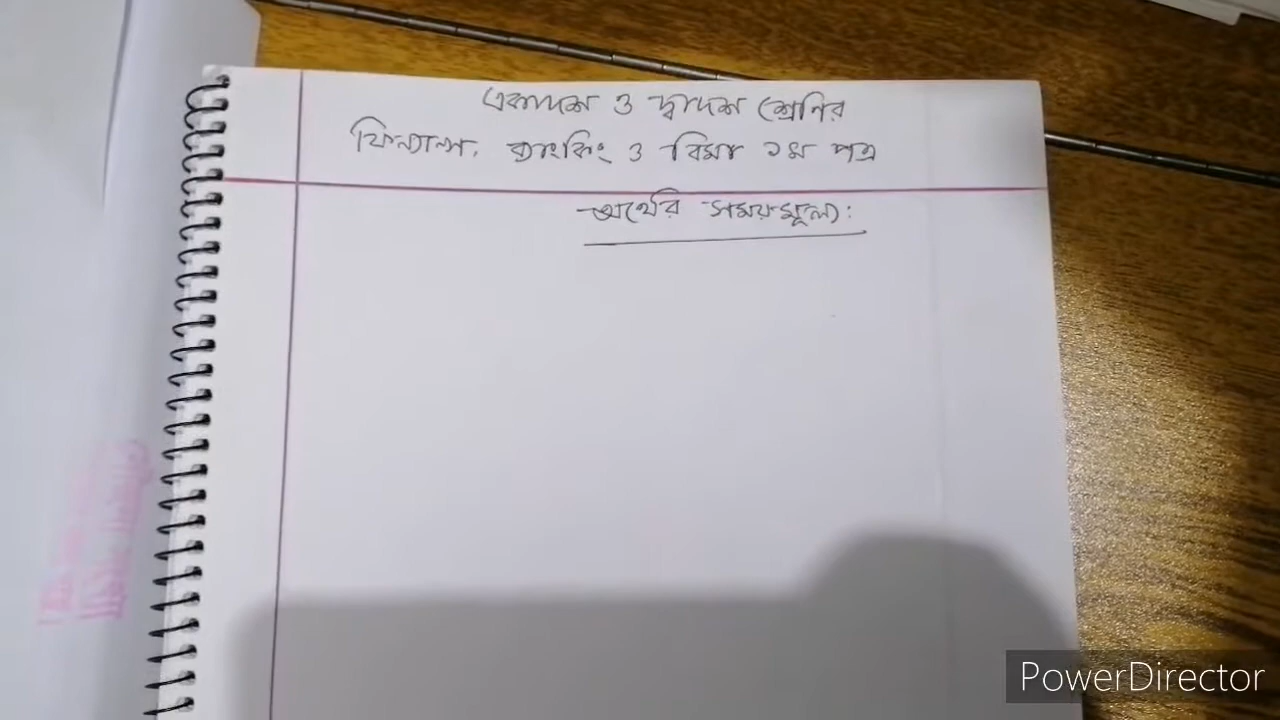 একাদশ ও দ্বাদশ শ্রেণির
ফিন্যান্স, ব্যাংকিং ও বিমা ১ম পত্র
অর্থের সময়মূল্য:
PowerDirector